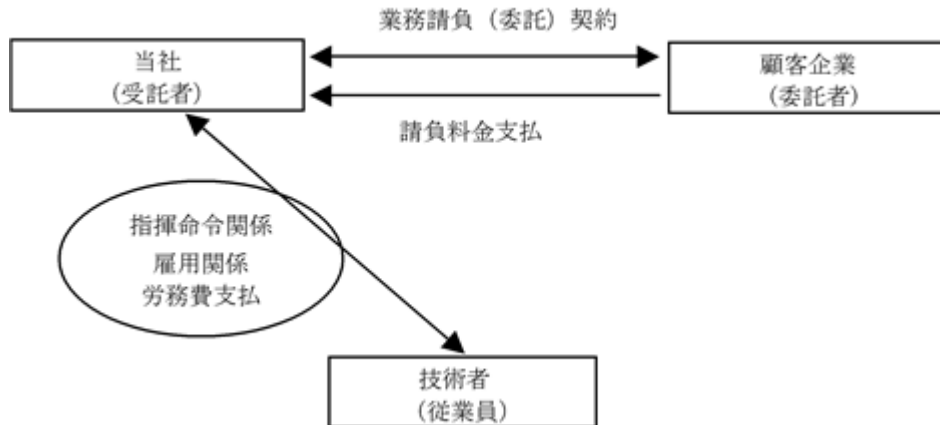 業務請負（委託）契約
当社
（受託者）
顧客企業
（委託者）
請負料金支払
指揮命令関係
雇用関係
労務費支払
技術者
（従業員）